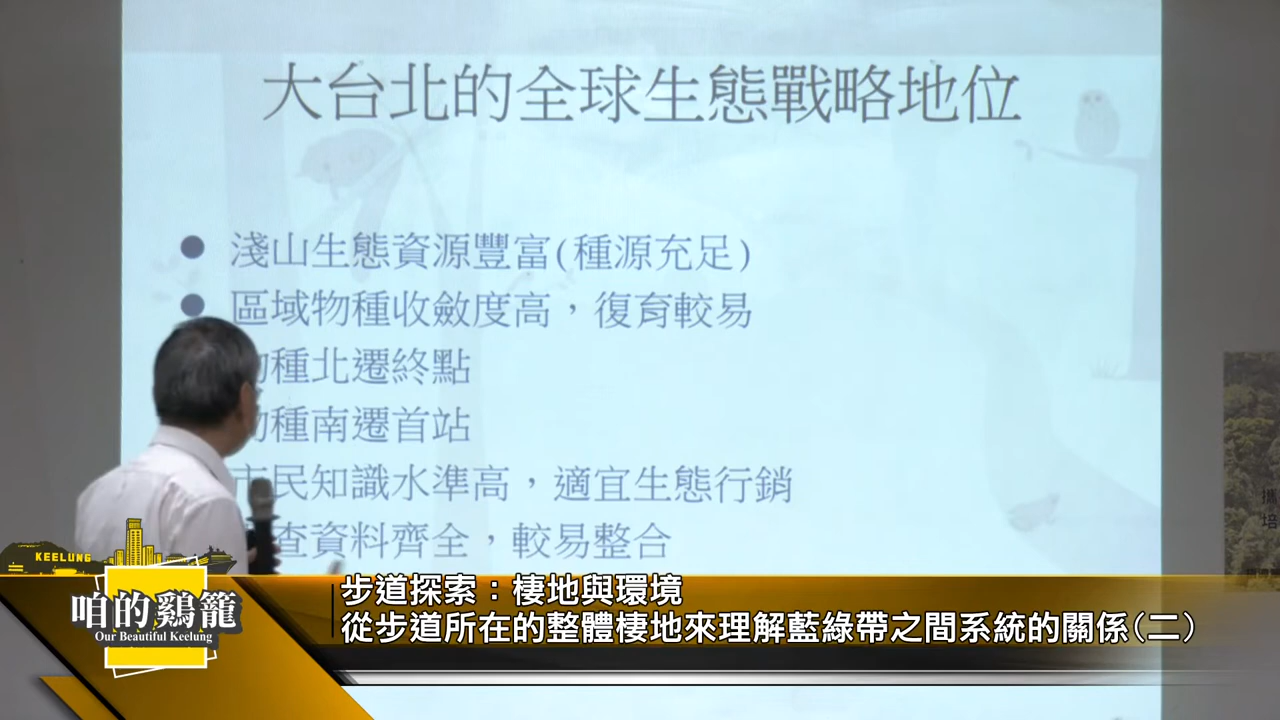 大台北的全球生態戰略地位
淺山生態資源豐富(種源充足)
區域物種收斂度高，復育較易
種北遷終點
種南遷首站
市民知識水準高，適宜生態行銷
查資料齊全，較易整合
KEELUNG
咱的鷄籠
Our Beautiful Keelung
步道探索：棲地與環境
從步道所在的整體棲地來理解藍綠帶之間系統的關係(二)